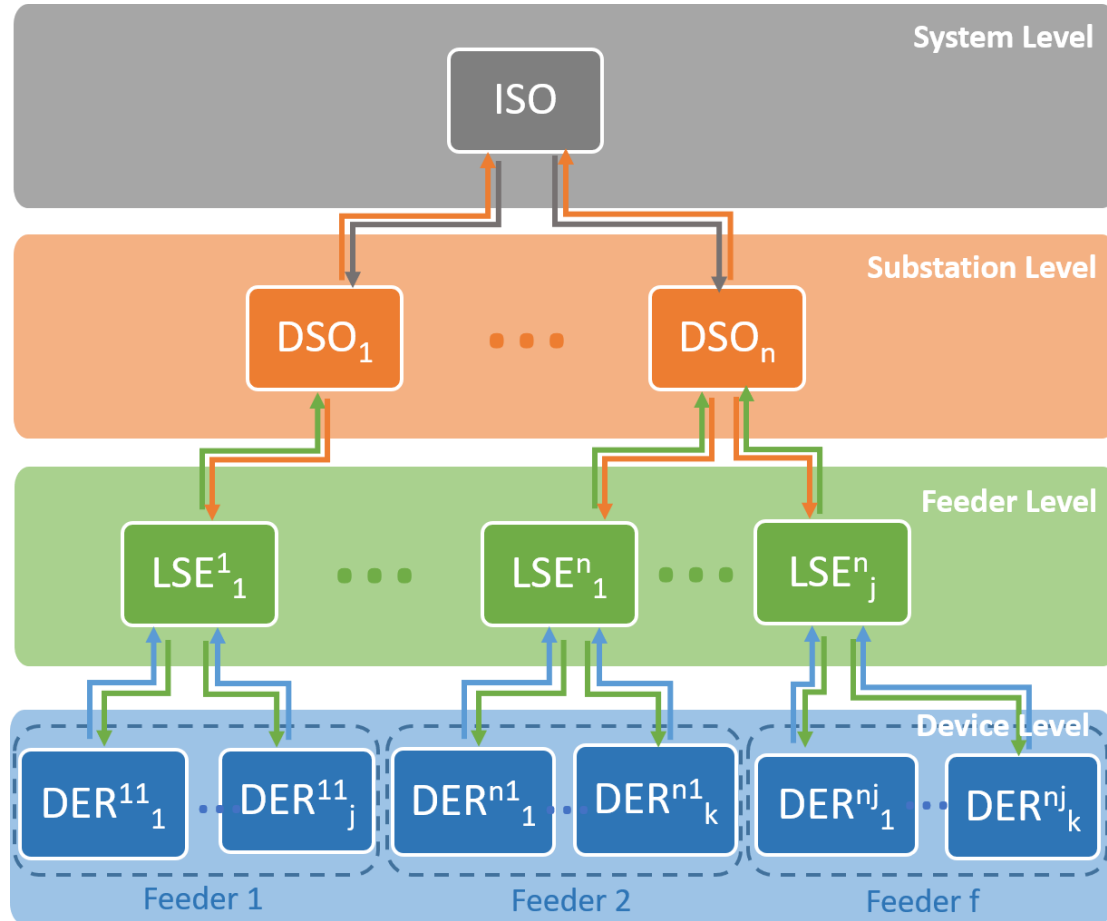 System Level
ISO
Substation Level
DSO₁ DSOₙ
Feeder Level
LSE¹₁ LSEⁿ₁ LSEⁿⱼ
Device Level
DER¹¹₁ DER¹¹ⱼ DERⁿ¹₁ DERⁿ¹ₖ DERⁿʲ₁ DERⁿʲₖ
Feeder 1 Feeder 2 Feeder f